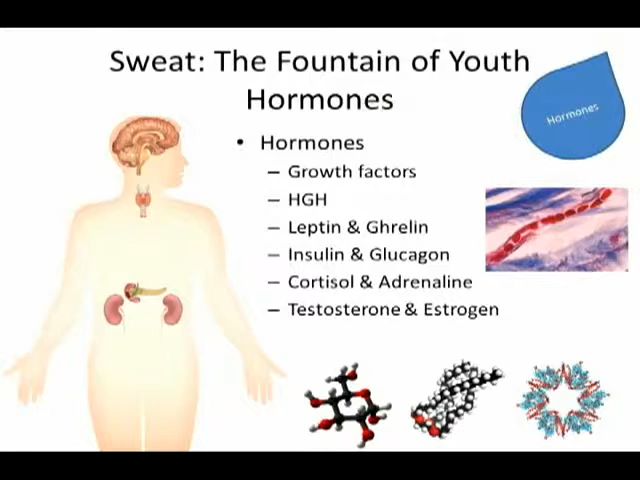 Sweat: The Fountain of Youth
Hormones
Hormones
• Hormones
– Growth factors
– HGH
– Leptin & Ghrelin
– Insulin & Glucagon
– Cortisol & Adrenaline
– Testosterone & Estrogen